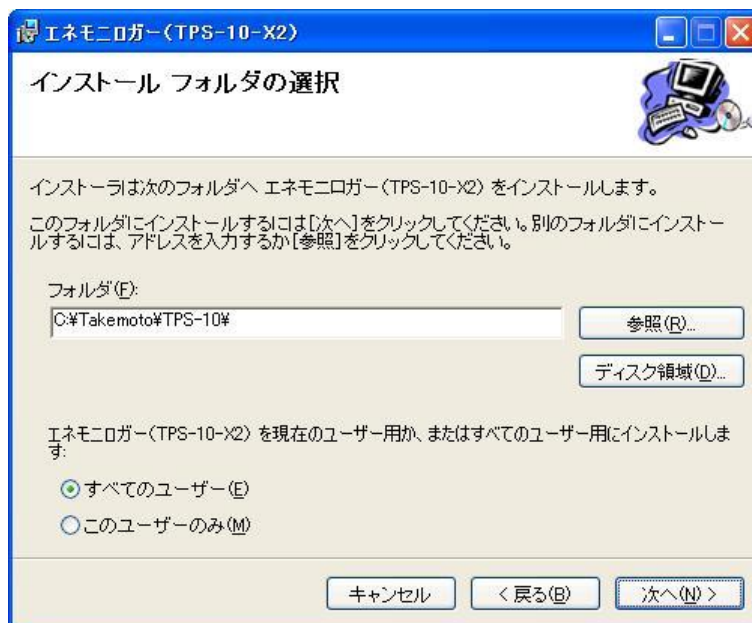 エネモニロガー(TPS-10-X2)
インストール フォルダの選択
インストーラは次のフォルダへ エネモニロガー(TPS-10-X2) をインストールします。
このフォルダにインストールするには[次へ]をクリックしてください。別のフォルダにインストー
ルするには、アドレスを入力するか[参照]をクリックしてください。
フォルダ(F):
C:¥Takemoto¥TPS-10¥
参照(R)...
ディスク領域(D)...
エネモニロガー(TPS-10-X2) を現在のユーザー用か、またはすべてのユーザー用にインストールしま
す:
すべてのユーザー(E)
このユーザーのみ(M)
キャンセル
< 戻る(B)
次へ(N) >